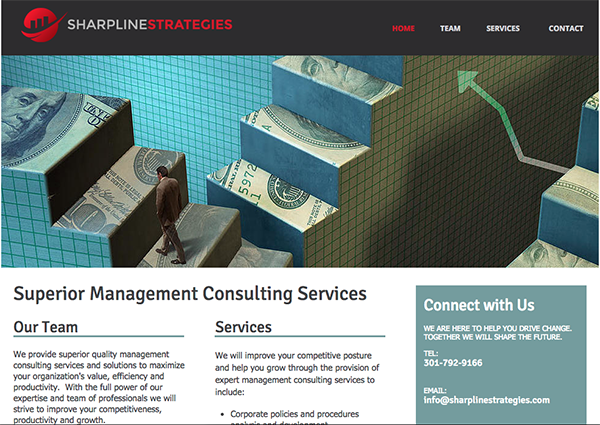 SHARPLINESTRATEGIES
HOME TEAM SERVICES CONTACT
Superior Management Consulting Services
Our Team
We provide superior quality management
consulting services and solutions to maximize
your organization's value, efficiency and
productivity. With the full power of our
expertise and team of professionals we will
strive to improve your competitiveness,
productivity and growth.
Services
We will improve your competitive posture
and help you grow through the provision of
expert management consulting services to
include:
• Corporate policies and procedures
analysis and development
Connect with Us
WE ARE HERE TO HELP YOU DRIVE CHANGE.
TOGETHER WE WILL SHAPE THE FUTURE.
TEL:
301-792-9166
EMAIL:
info@sharplinestrategies.com